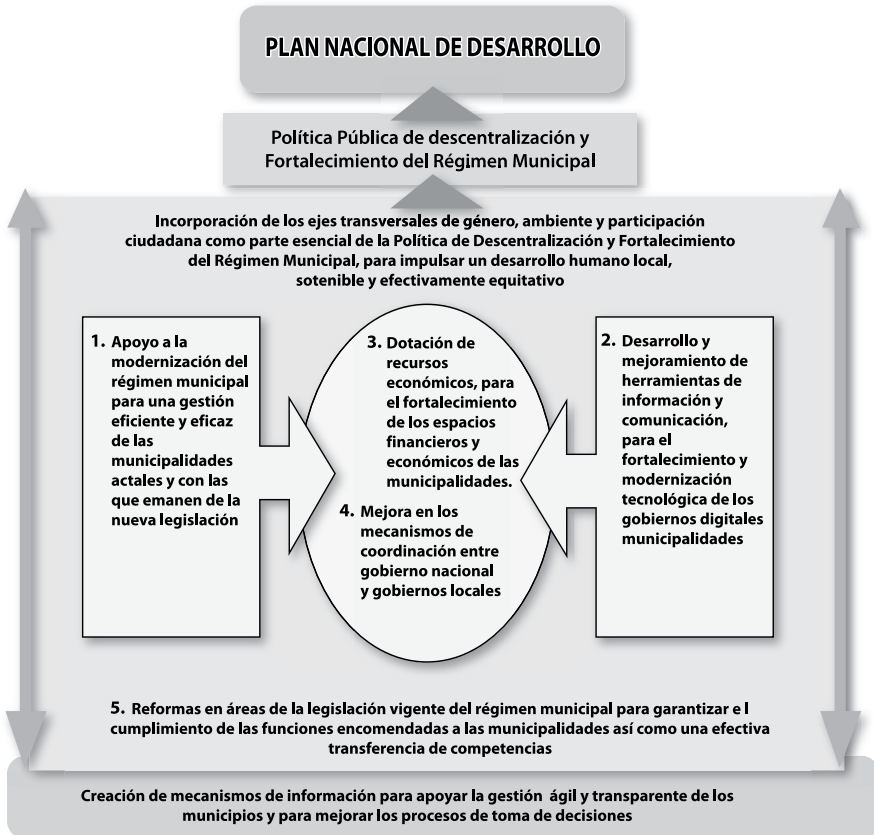 PLAN NACIONAL DE DESARROLLO
Política Pública de descentralización y
Fortalecimiento del Régimen Municipal
Incorporación de los ejes transversales de género, ambiente y participación
ciudadana como parte esencial de la Política de Descentralización y Fortalecimiento
del Régimen Municipal, para impulsar un desarrollo humano local,
sotenible y efectivamente equitativo
1. Apoyo a la
modernización del
régimen municipal
para una gestión
eficiente y eficaz
de las
municipalidades
actales y con las
que emanen de la
nueva legislación
3. Dotación de
recursos
económicos, para
el fortalecimiento
de los espacios
financieros y
económicos de las
municipalidades.
4. Mejora en los
mecanismos de
coordinación entre
gobierno nacional
y gobiernos locales
2. Desarrollo y
mejoramiento de
herramientas de
información y
comunicación,
para el
fortalecimiento y
modernización
tecnológica de los
gobiernos digitales
municipalidades
5. Reformas en áreas de la legislación vigente del régimen municipal para garantizar e l
cumplimiento de las funciones encomendadas a las municipalidades así como una efectiva
transferencia de competencias
Creación de mecanismos de información para apoyar la gestión ágil y transparente de los
municipios y para mejorar los procesos de toma de decisiones